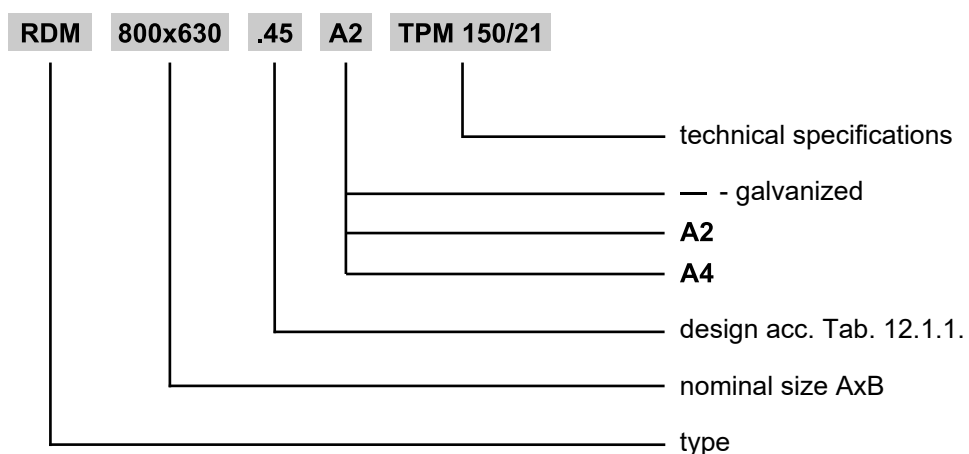 RDM 800x630 .45 A2 TPM 150/21
technical specifications
— - galvanized
A2
A4
design acc. Tab. 12.1.1.
nominal size AxB
type